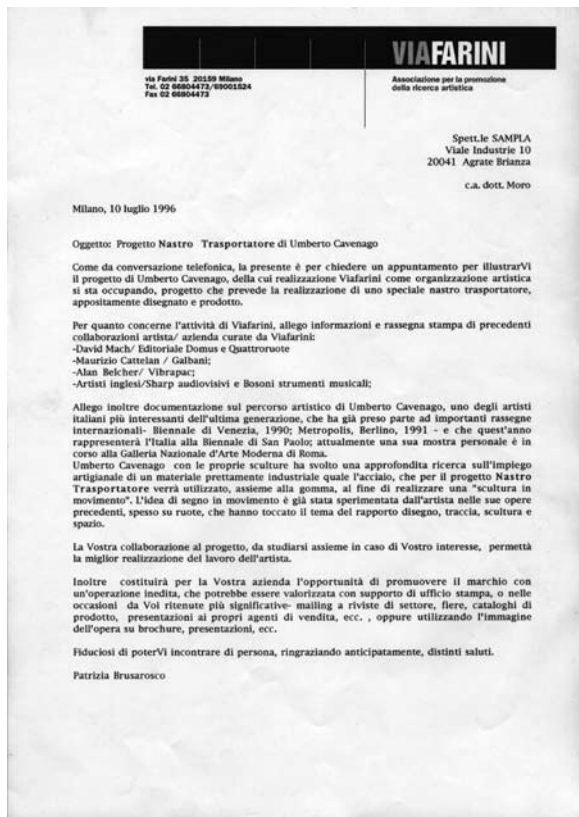 VIAFARINI
via Farini 35 20159 Milano
Tel. 02 66804473/69001524
Fax 02 66804473
Associazione per la promozione
della ricerca artistica
Spett.le SAMPLA
Viale Industrie 10
20041 Agrate Brianza
c.a. dott. Moro
Milano, 10 luglio 1996
Oggetto: Progetto Nastro Trasportatore di Umberto Cavenago
Come da conversazione telefonica, la presente è per chiedere un appuntamento per illustrarVi
il progetto di Umberto Cavenago, della cui realizzazione Viafarini come organizzazione artistica
si sta occupando, progetto che prevede la realizzazione di uno speciale nastro trasportatore,
appositamente disegnato e prodotto.
Per quanto concerne l'attività di Viafarini, allego informazioni e rassegna stampa di precedenti
collaborazioni artista/ azienda curate da Viafarini:
-David Mach/ Editoriale Domus e Quattroruote
-Maurizio Cattelan / Galbani;
-Alan Belcher/ Vibrapac;
-Artisti inglesi/Sharp audiovisivi e Bosoni strumenti musicali;
Allego inoltre documentazione sul percorso artistico di Umberto Cavenago, uno degli artisti
italiani più interessanti dell'ultima generazione, che ha già preso parte ad importanti rassegne
internazionali- Biennale di Venezia, 1990; Metropolis, Berlino, 1991 - e che quest'anno
rappresenterà l'Italia alla Biennale di San Paolo; attualmente una sua mostra personale è in
corso alla Galleria Nazionale d'Arte Moderna di Roma.
Umberto Cavenago con le proprie sculture ha svolto una approfondita ricerca sull'impiego
artigianale di un materiale prettamente industriale quale l'acciaio, che per il progetto Nastro
Trasportatore verrà utilizzato, assieme alla gomma, al fine di realizzare una "scultura in
movimento". L'idea di segno in movimento è già stata sperimentata dall'artista nelle sue opere
precedenti, spesso su ruote, che hanno toccato il tema del rapporto disegno, traccia, scultura e
spazio.
La Vostra collaborazione al progetto, da studiarsi assieme in caso di Vostro interesse, permettà
la miglior realizzazione del lavoro dell'artista.
Inoltre costituirà per la Vostra azienda l'opportunità di promuovere il marchio con
un'operazione inedita, che potrebbe essere valorizzata con supporto di ufficio stampa, o nelle
occasioni da Voi ritenute più significative- mailing a riviste di settore, fiere, cataloghi di
prodotto, presentazioni ai propri agenti di vendita, ecc. , oppure utilizzando l'immagine
dell'opera su brochure, presentazioni, ecc.
Fiduciosi di poterVi incontrare di persona, ringraziando anticipatamente, distinti saluti.
Patrizia Brusarosco